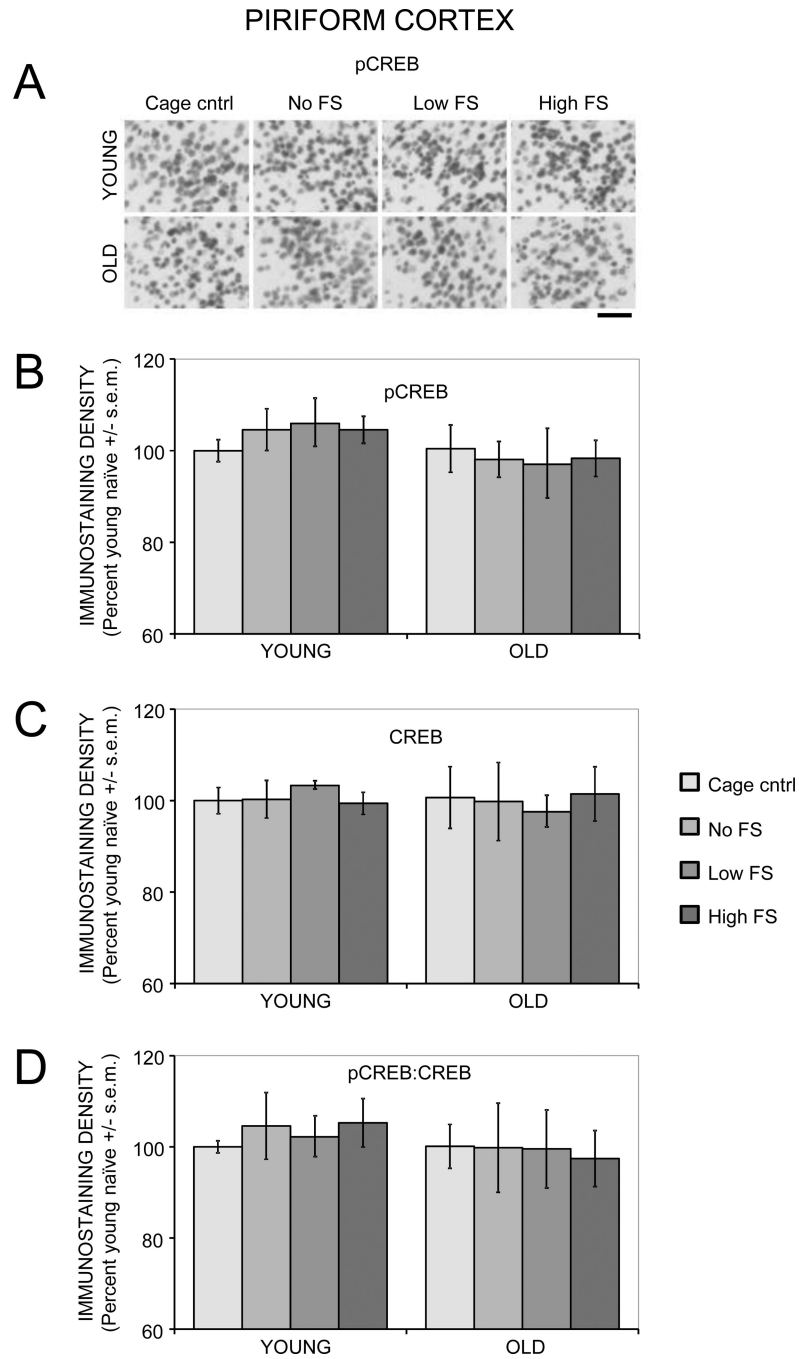 PIRIFORM CORTEX
A
pCREB
Cage cntrl No FS Low FS High FS
YOUNG
OLD
B
IMMUNOSTAINING DENSITY
(Percent young naïve +/- s.e.m.)
120
100
80
60
pCREB
YOUNG OLD
C
IMMUNOSTAINING DENSITY
(Percent young naïve +/- s.e.m.)
120
100
80
60
CREB
YOUNG OLD
Cage cntrl
No FS
Low FS
High FS
D
IMMUNOSTAINING DENSITY
(Percent young naïve +/- s.e.m.)
120
100
80
60
pCREB:CREB
YOUNG OLD